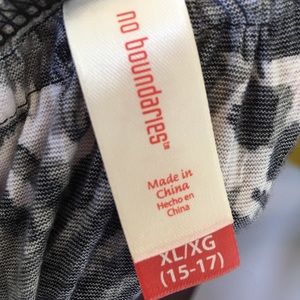 no boundaries™
Made in
China
Hecho en
China
XL/XG
(15-17)